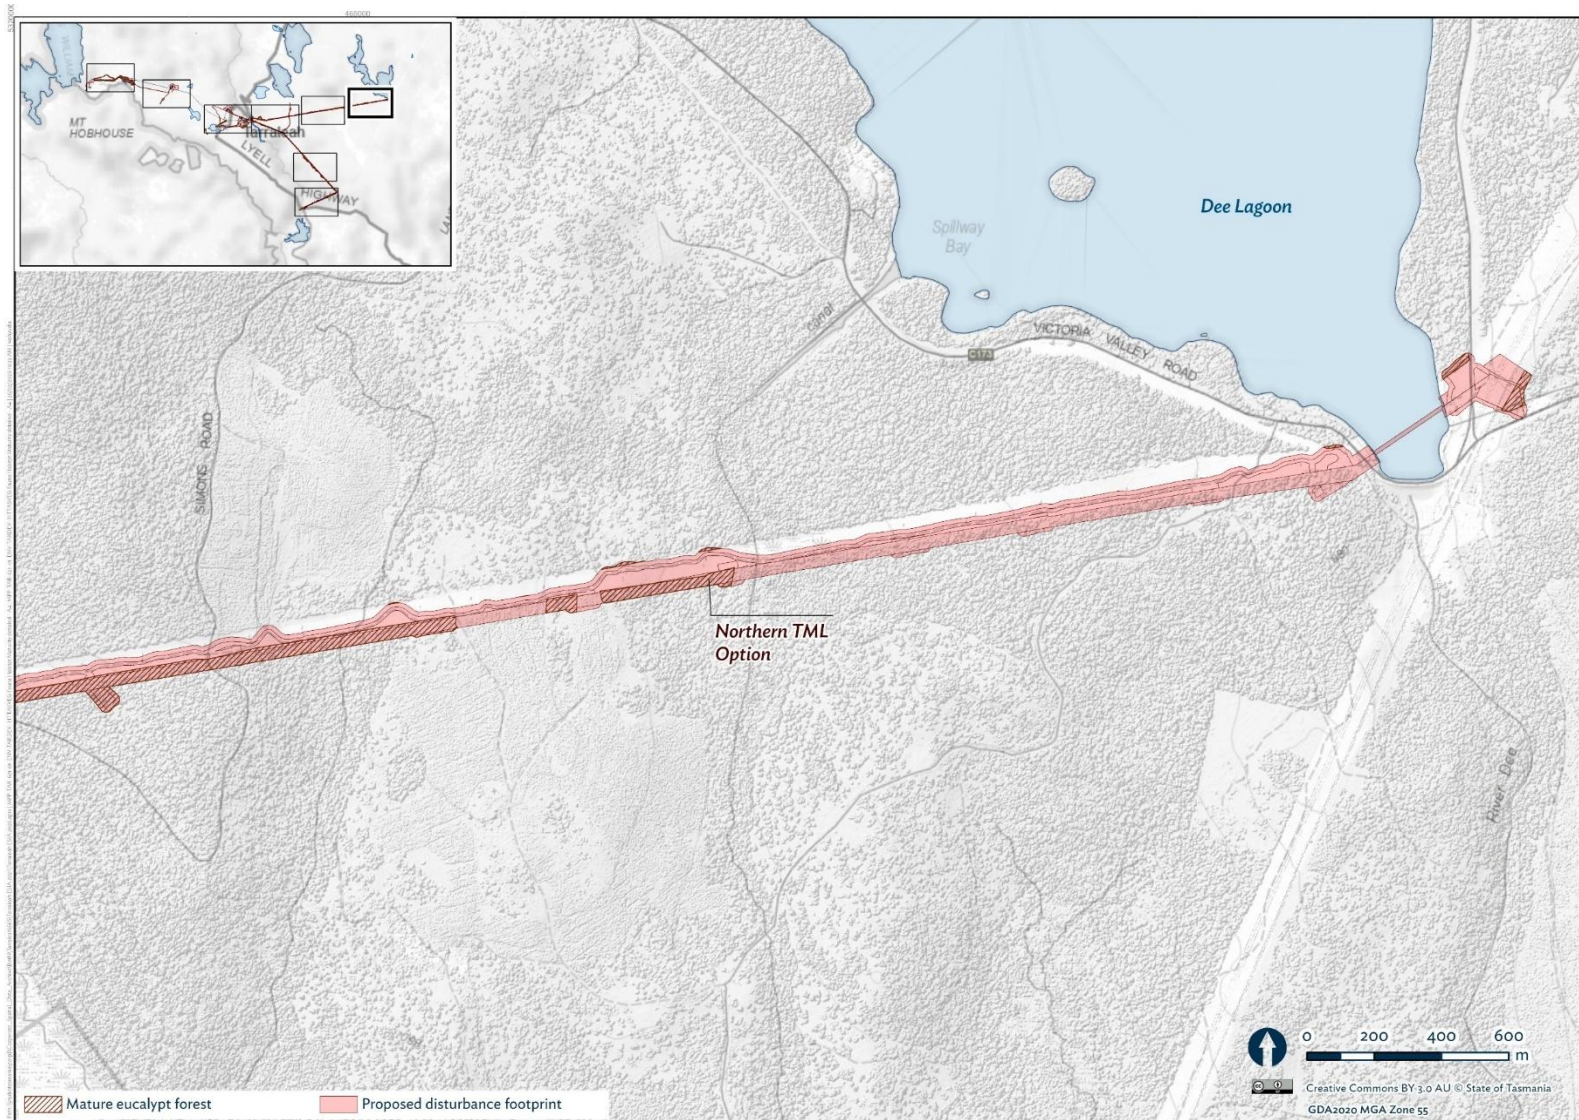 460000
MT
HOBHOUSE
Tarraleah
LYELL
HIGHWAY
Dee Lagoon
Spillway
Bay
canal
VICTORIA VALLEY ROAD
C173
SIMONS ROAD
Northern TML
Option
River Dee
0 200 400 600
m
Creative Commons BY 3.0 AU © State of Tasmania
GDA2020 MGA Zone 55
Mature eucalypt forest
Proposed disturbance footprint